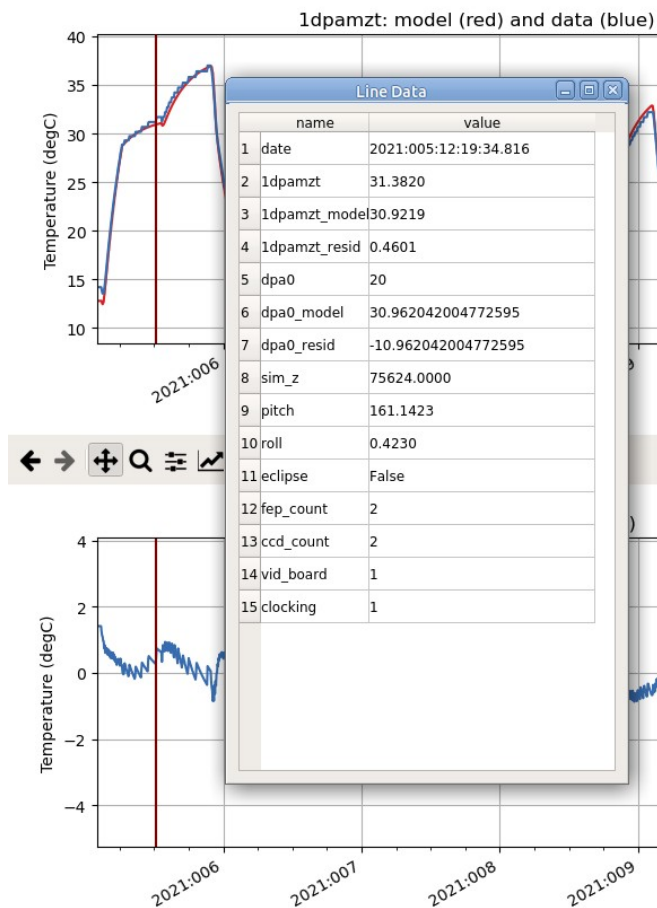 1dpamzt: model (red) and data (blue)
Temperature (degC)
40
35
30
25
20
15
10
2021:006
Line Data
name value
1 date 2021:005:12:19:34.816
2 1dpamzt 31.3820
3 1dpamzt_model 30.9219
4 1dpamzt_resid 0.4601
5 dpa0 20
6 dpa0_model 30.962042004772595
7 dpa0_resid -10.962042004772595
8 sim_z 75624.0000
9 pitch 161.1423
10 roll 0.4230
11 eclipse False
12 fep_count 2
13 ccd_count 2
14 vid_board 1
15 clocking 1
Temperature (degC)
4
2
0
−2
−4
2021:006
2021:007
2021:008
2021:009